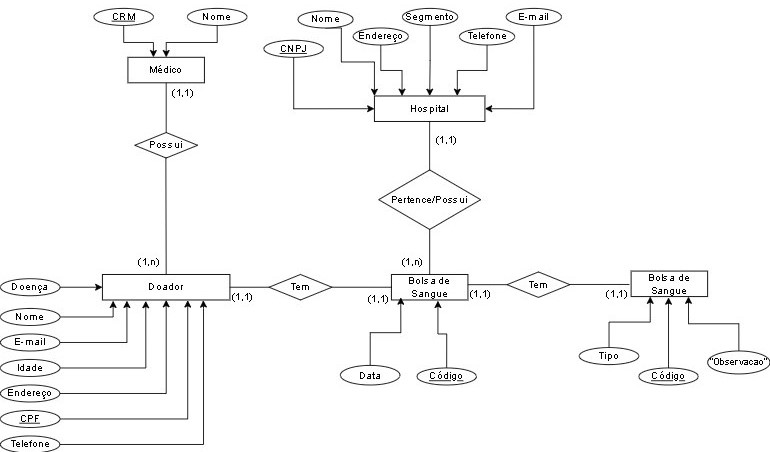 CRM
Nome
Nome
Segmento
E-mail
Endereço
Telefone
CNPJ
Médico
(1,1)
Hospital
(1,1)
Possui
Pertence/Possui
(1,n)
(1,n)
Doença
Doador
(1,1)
Tem
(1,1)
Bolsa de
Sangue
(1,1)
Tem
(1,1)
Bolsa de
Sangue
Nome
E-mail
Idade
Endereço
CPF
Telefone
Data
Código
Tipo
Código
"Observacao"